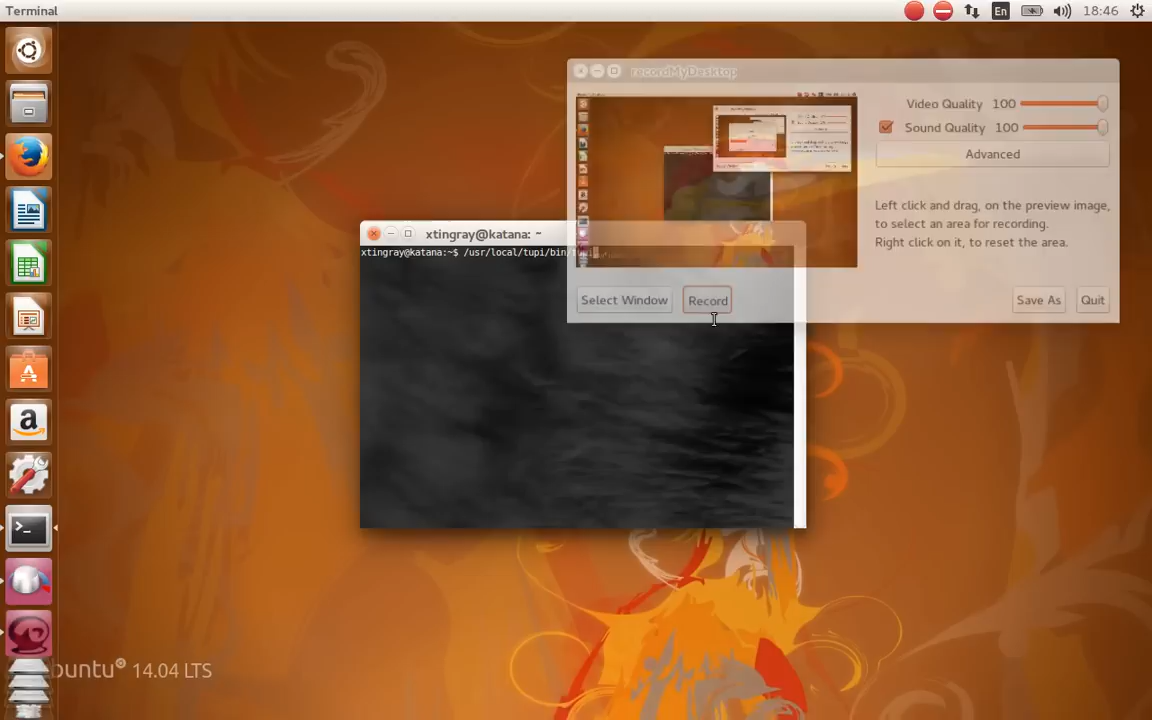 Terminal
En
18:46
recordMyDesktop
Video Quality 100
Sound Quality 100
Advanced
Left click and drag, on the preview image,
to select an area for recording.
Right click on it, to reset the area.
Select Window
Record
Save As
Quit
xtingray@katana: ~
xtingray@katana:~$ /usr/local/tupi/bin/tupi
buntu® 14.04 LTS